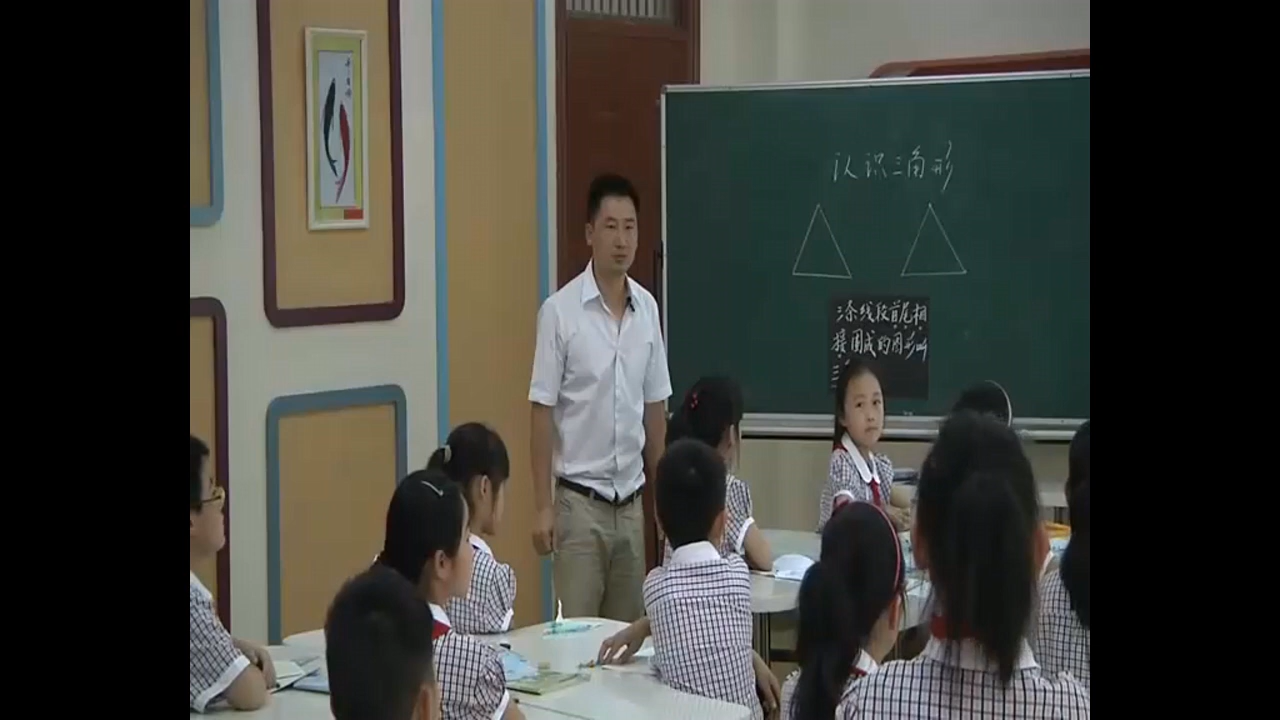 认识三角形
三条线段首尾相
接围成的图形叫
三